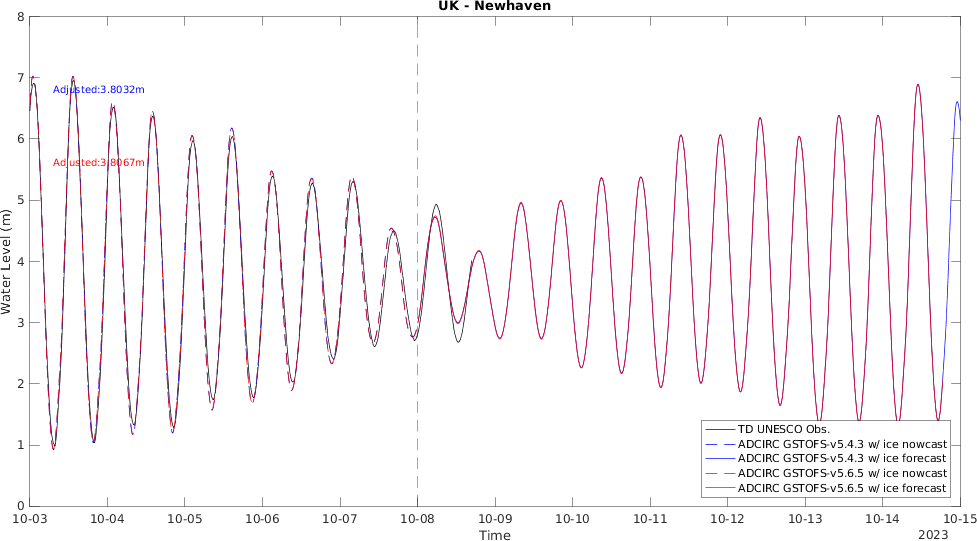 UK - Newhaven
8
7
6
5
4
3
2
1
0
Water Level (m)
Adjusted:3.8032m
Adjusted:3.8067m
TD UNESCO Obs.
ADCIRC GSTOFS-v5.4.3 w/ ice nowcast
ADCIRC GSTOFS-v5.4.3 w/ ice forecast
ADCIRC GSTOFS-v5.6.5 w/ ice nowcast
ADCIRC GSTOFS-v5.6.5 w/ ice forecast
10-03 10-04 10-05 10-06 10-07 10-08 10-09 10-10 10-11 10-12 10-13 10-14 10-15
Time
2023